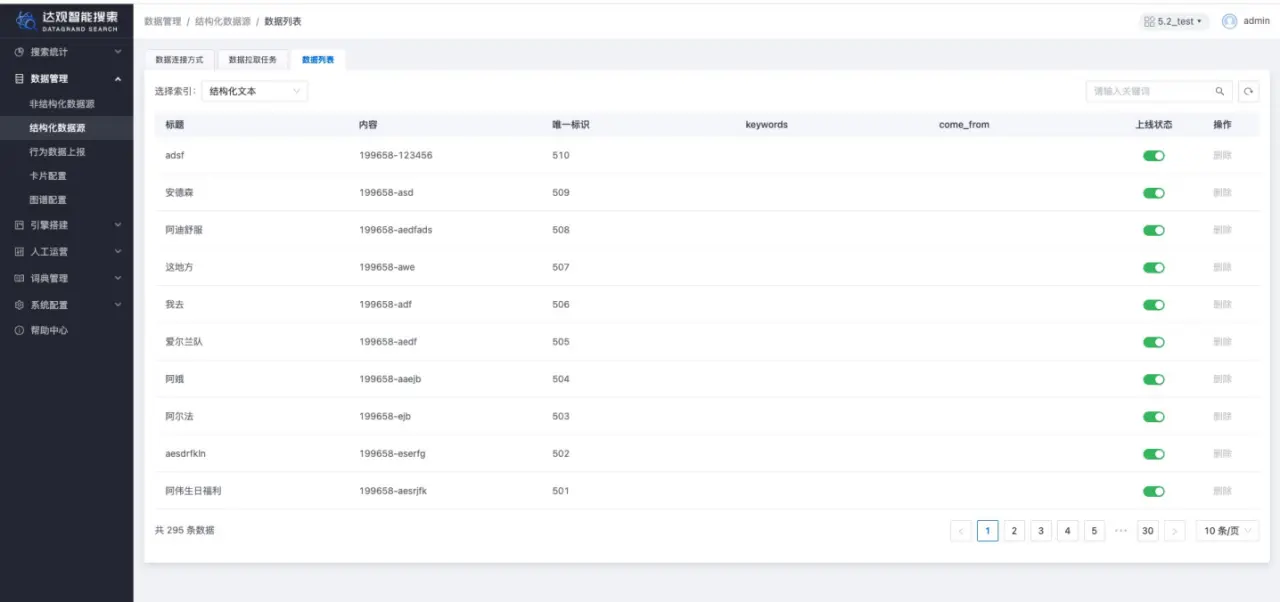 达观智能搜索
DATAGRAND SEARCH
数据管理 / 结构化数据源 / 数据列表
5.2_test
admin
搜索统计
数据管理
非结构化数据源
结构化数据源
行为数据上报
卡片配置
图谱配置
引擎搭建
人工运营
词典管理
系统配置
帮助中心
数据连接方式 数据拉取任务 数据列表
选择索引: 结构化文本
请输入关键词
标题 内容 唯一标识 keywords come_from 上线状态 操作
adsf 199658-123456 510 删除
安德森 199658-asd 509 删除
阿迪舒服 199658-aedfads 508 删除
这地方 199658-awe 507 删除
我去 199658-adf 506 删除
爱尔兰队 199658-aedf 505 删除
阿娥 199658-aaejb 504 删除
阿尔法 199658-ejb 503 删除
aesdrfkln 199658-eserfg 502 删除
阿伟生日福利 199658-aesrjfk 501 删除
共 295 条数据
< 1 2 3 4 5 ••• 30 > 10 条/页